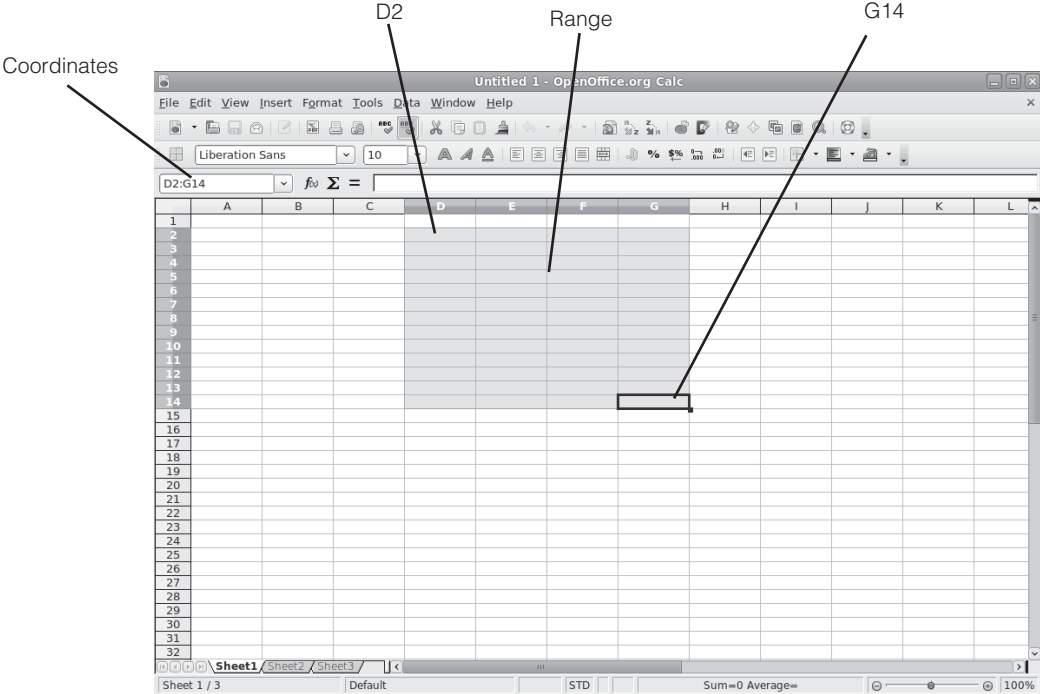 D2
Range
G14
Coordinates
Untitled 1 - OpenOffice.org Calc
File Edit View Insert Format Tools Data Window Help
Liberation Sans 10
D2:G14 f(x) Σ =
A B C D E F G H I J K L
1
2
3
4
5
6
7
8
9
10
11
12
13
14
15
16
17
18
19
20
21
22
23
24
25
26
27
28
29
30
31
32
Sheet1 Sheet2 Sheet3
Sheet 1 / 3 Default STD Sum=0 Average= 100%